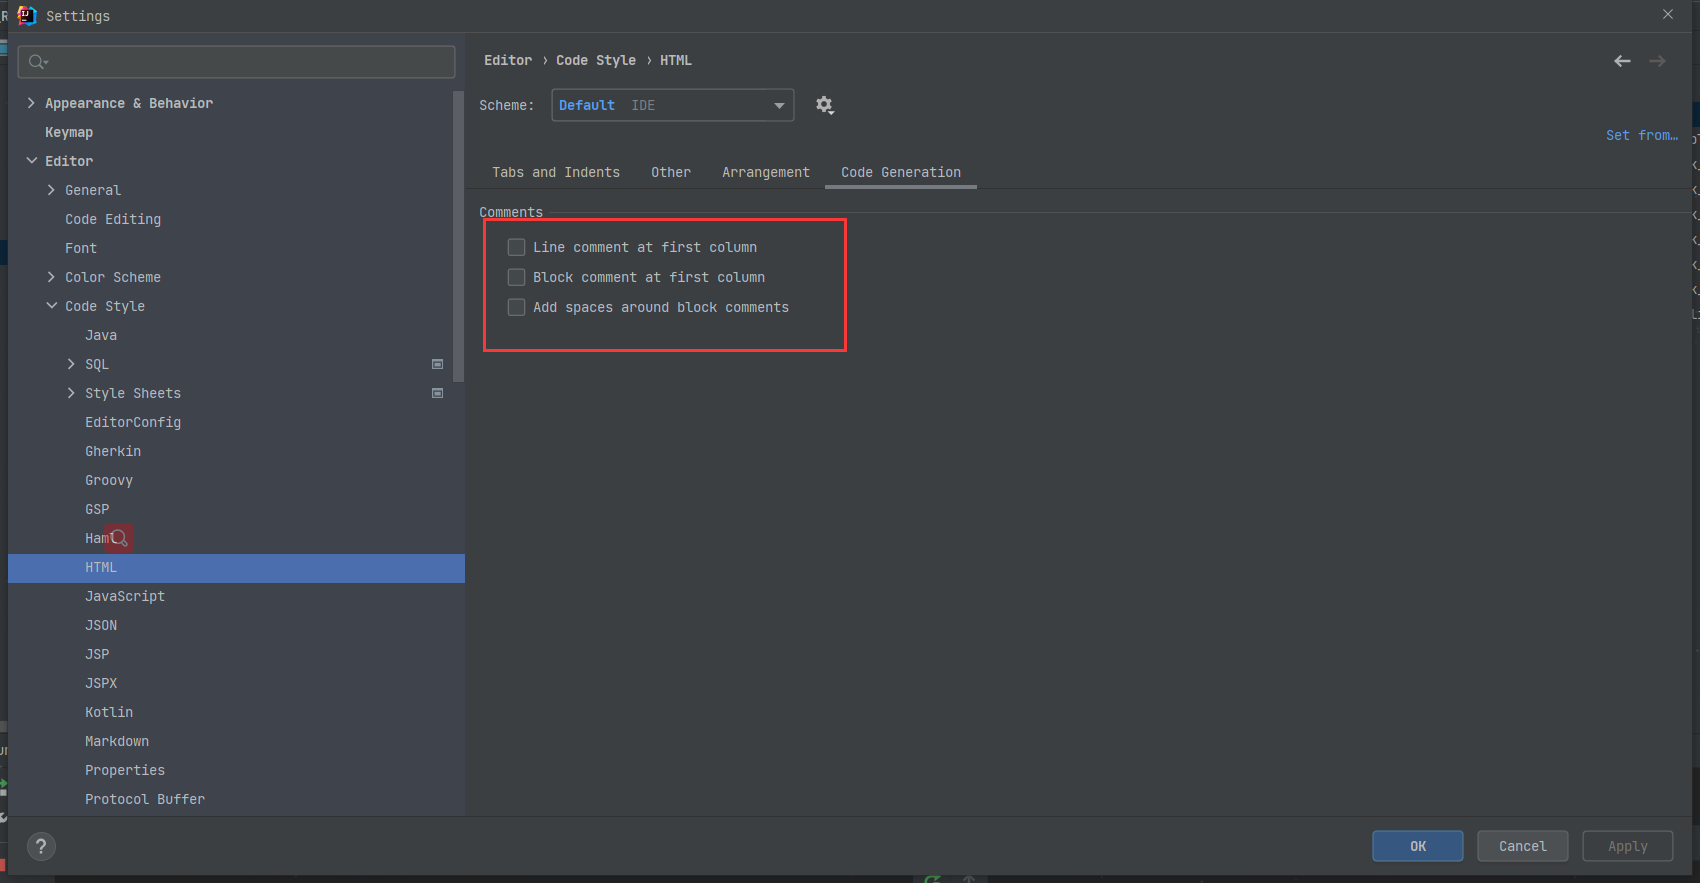 Settings
Appearance & Behavior
Keymap
Editor
General
Code Editing
Font
Color Scheme
Code Style
Java
SQL
Style Sheets
EditorConfig
Gherkin
Groovy
GSP
Haml
HTML
JavaScript
JSON
JSP
JSPX
Kotlin
Markdown
Properties
Protocol Buffer
Editor › Code Style › HTML
Scheme: Default IDE
Set from...
Tabs and Indents Other Arrangement Code Generation
Comments
Line comment at first column
Block comment at first column
Add spaces around block comments
? OK Cancel Apply